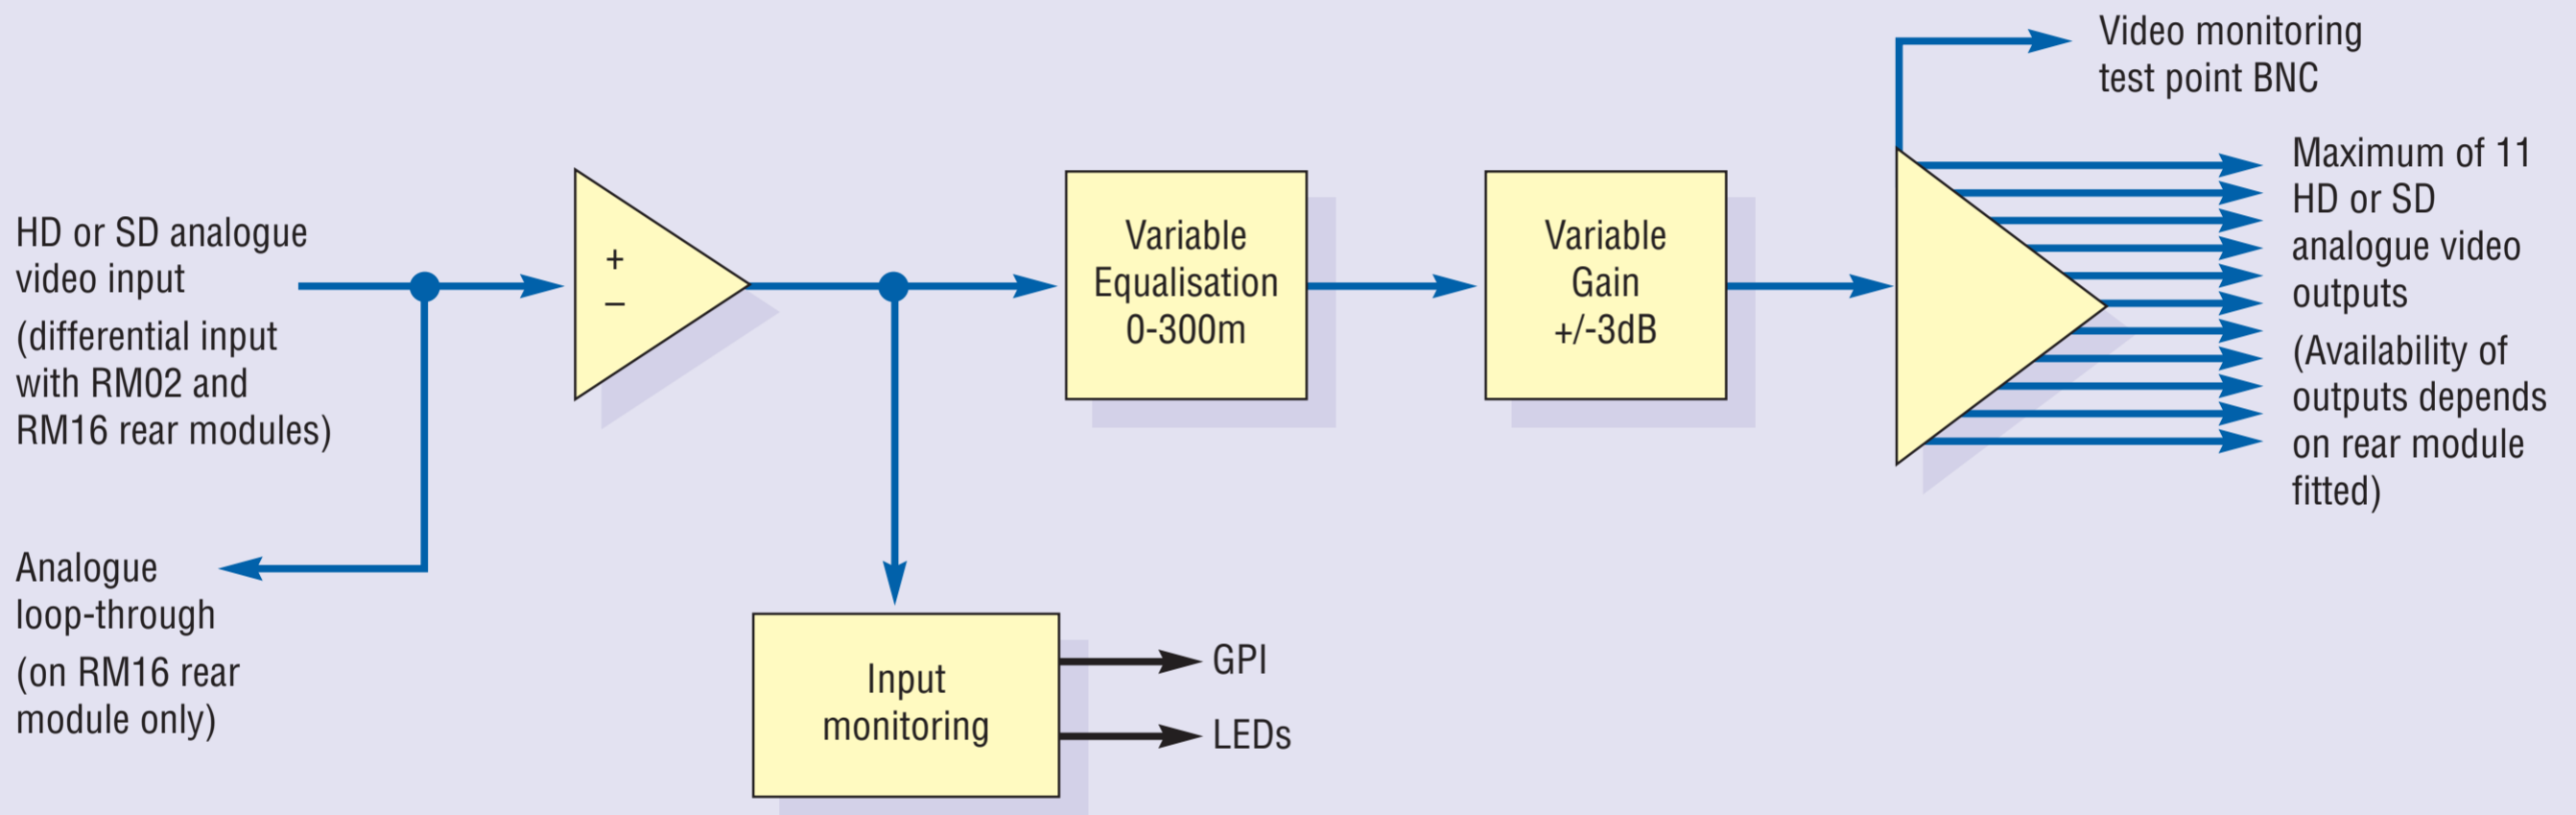 HD or SD analogue
video input
(differential input
with RM02 and
RM16 rear modules)
Analogue
loop-through
(on RM16 rear
module only)
+
–
Variable
Equalisation
0-300m
Variable
Gain
+/-3dB
Input
monitoring
GPI
LEDs
Video monitoring
test point BNC
Maximum of 11
HD or SD
analogue video
outputs
(Availability of
outputs depends
on rear module
fitted)